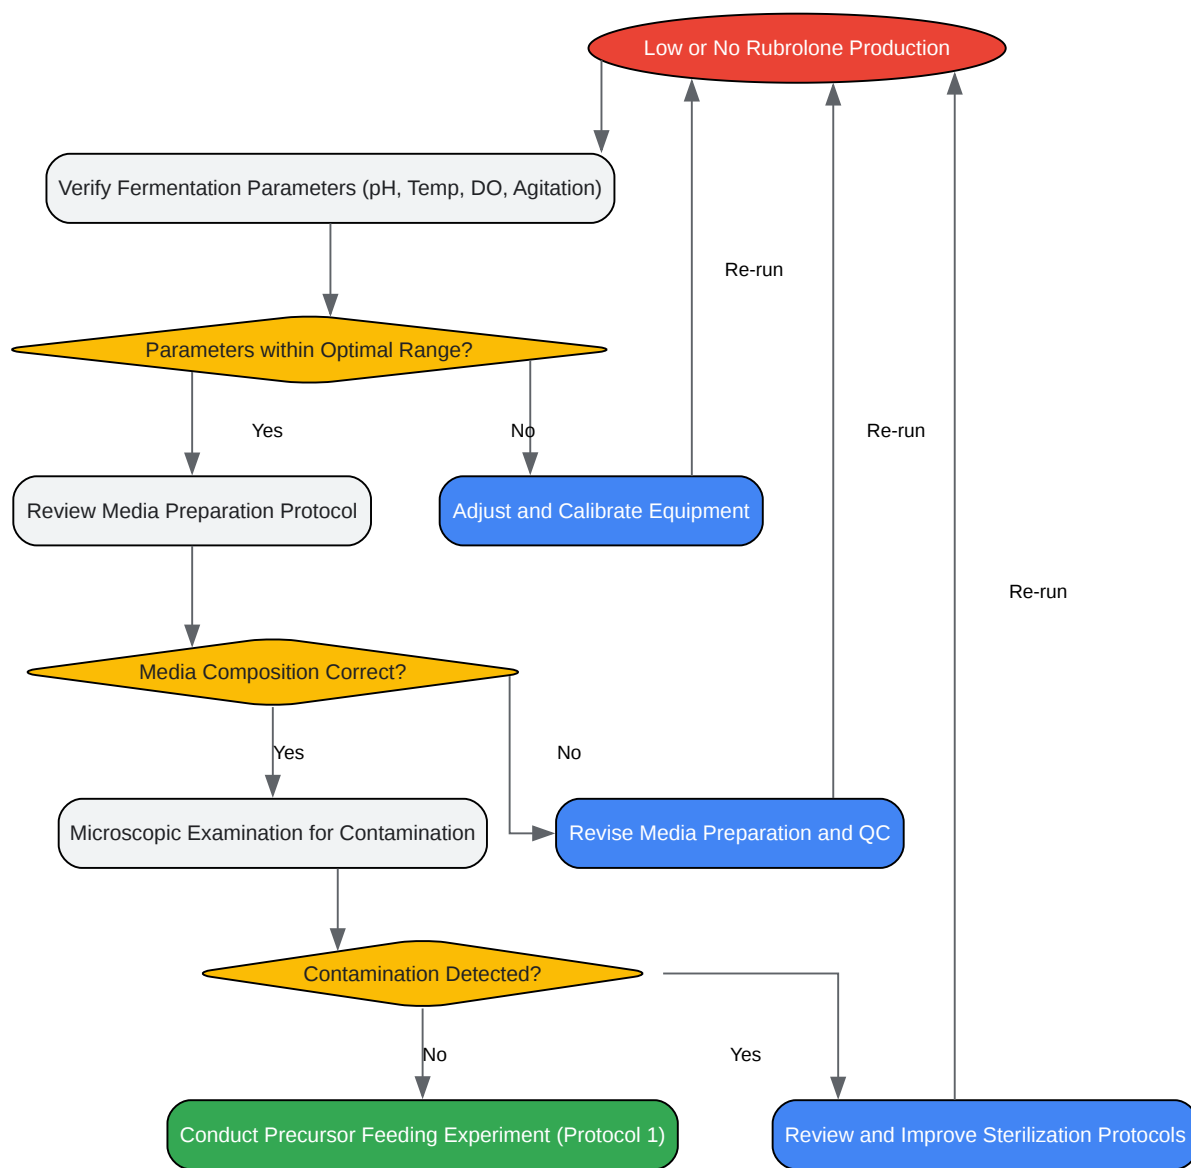 Low or No Rubrolone Production
Verify Fermentation Parameters (pH, Temp, DO, Agitation)
Re-run
Parameters within Optimal Range?
Yes
No
Re-run
Review Media Preparation Protocol
Adjust and Calibrate Equipment
Re-run
Media Composition Correct?
Yes
No
Microscopic Examination for Contamination
Revise Media Preparation and QC
Contamination Detected?
No
Yes
Conduct Precursor Feeding Experiment (Protocol 1)
Review and Improve Sterilization Protocols